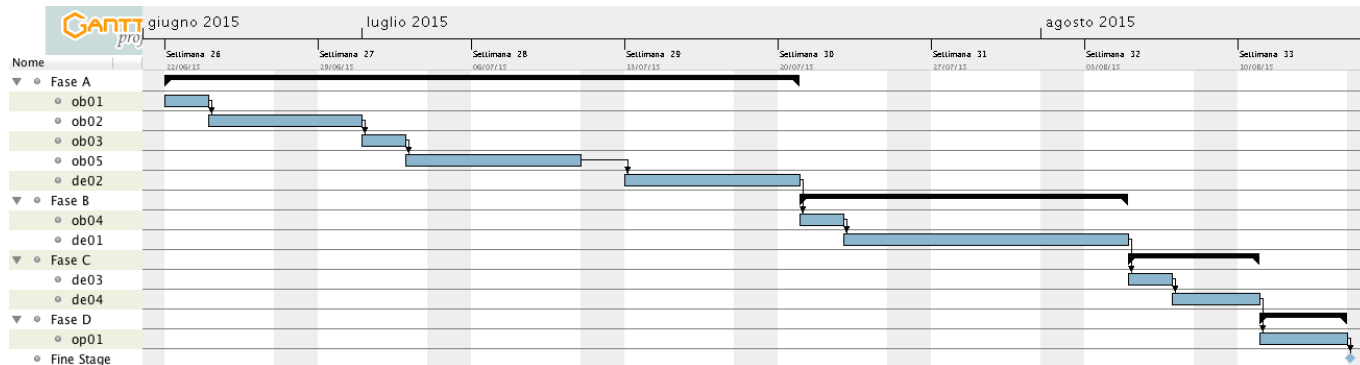 GANTT giugno 2015 luglio 2015 agosto 2015
proj
Settimana 26 Settimana 27 Settimana 28 Settimana 29 Settimana 30 Settimana 31 Settimana 32 Settimana 33
Nome 22/06/15 29/06/15 06/07/15 13/07/15 20/07/15 27/07/15 03/08/15 10/08/15
Fase A
ob01
ob02
ob03
ob05
de02
Fase B
ob04
de01
Fase C
de03
de04
Fase D
op01
Fine Stage